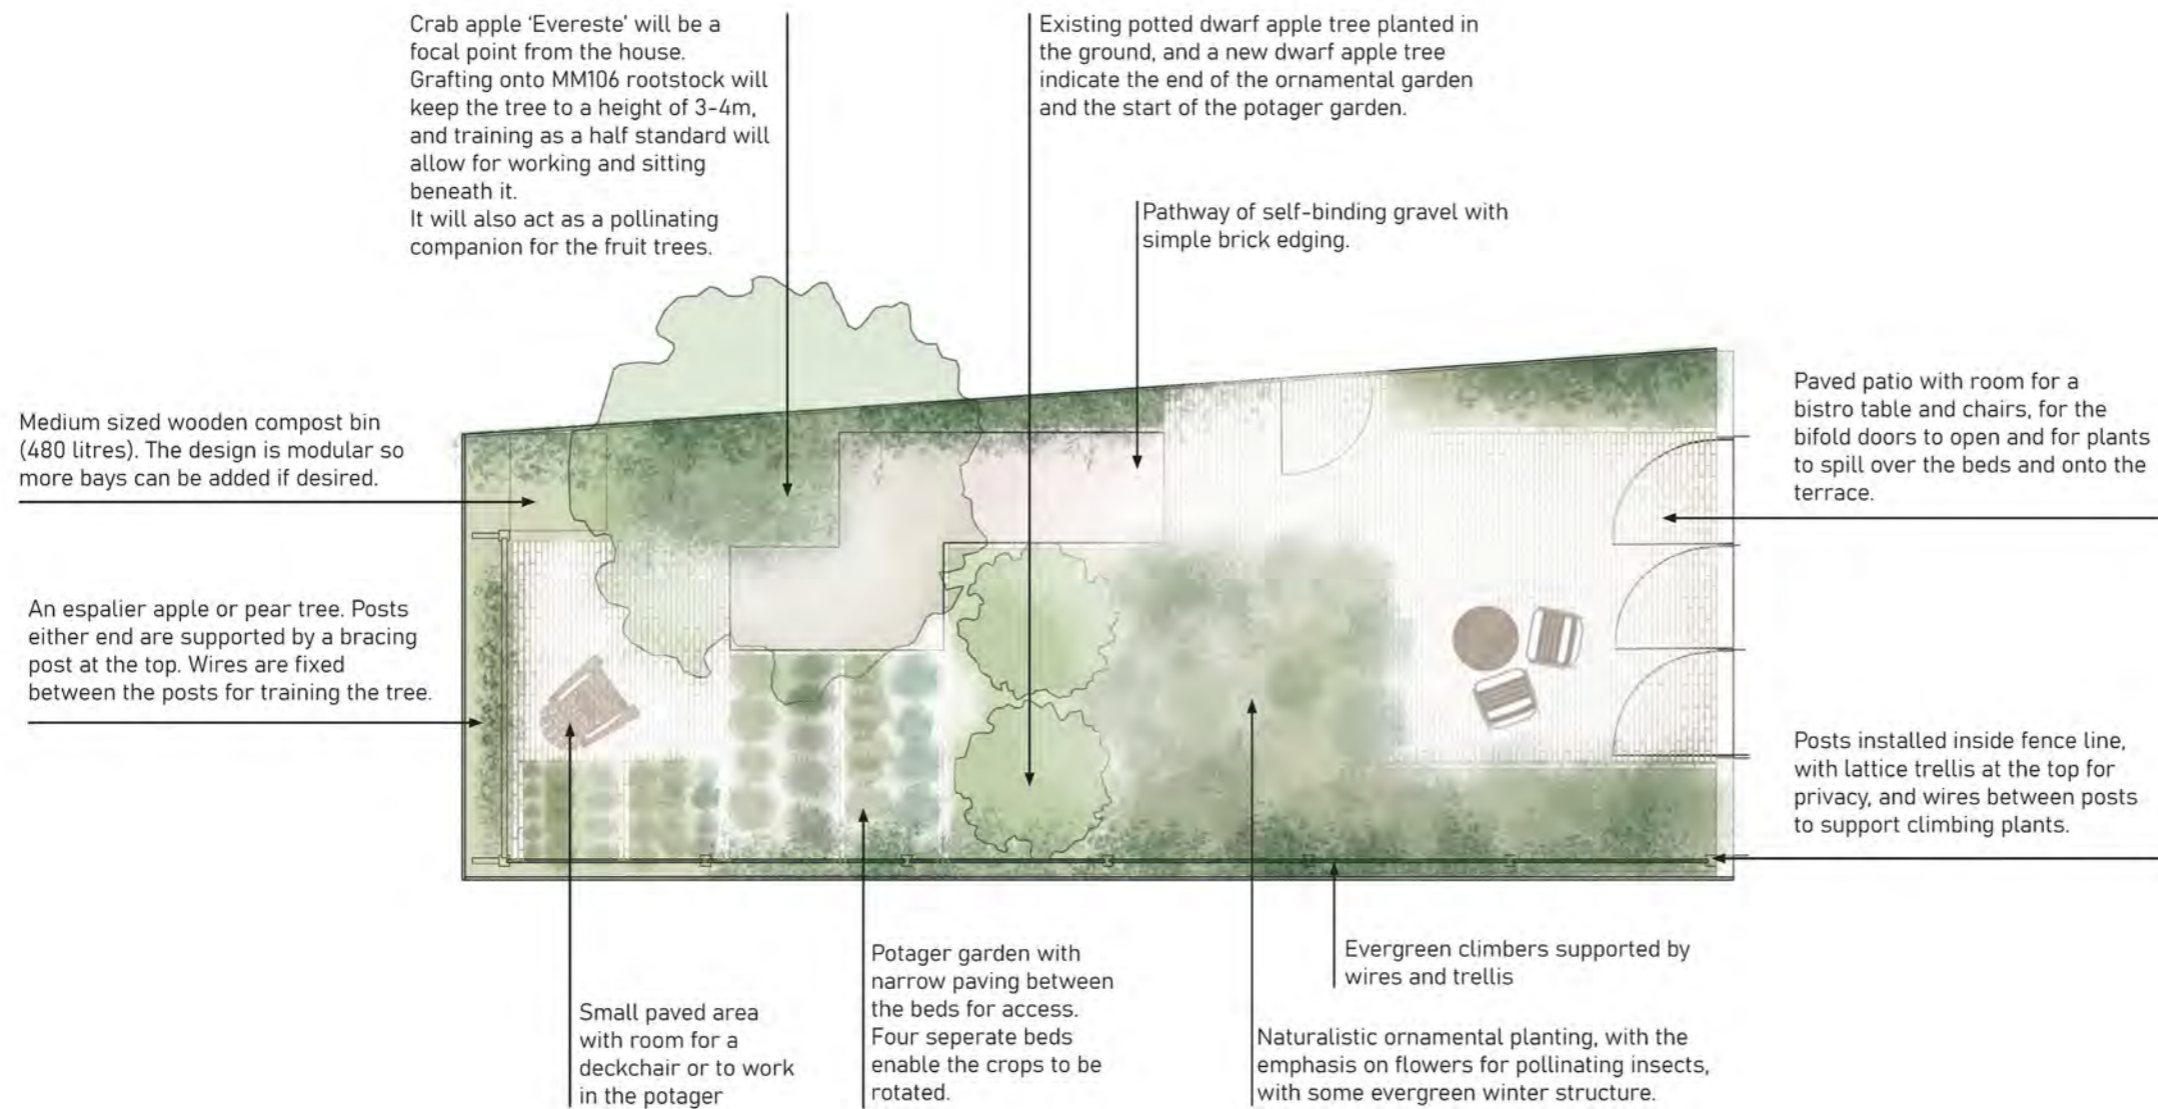 Crab apple ‘Evereste’ will be a
focal point from the house.
Grafting onto MM106 rootstock will
keep the tree to a height of 3-4m,
and training as a half standard will
allow for working and sitting
beneath it.
It will also act as a pollinating
companion for the fruit trees.
Existing potted dwarf apple tree planted in
the ground, and a new dwarf apple tree
indicate the end of the ornamental garden
and the start of the potager garden.
Pathway of self-binding gravel with
simple brick edging.
Medium sized wooden compost bin
(480 litres). The design is modular so
more bays can be added if desired.
An espalier apple or pear tree. Posts
either end are supported by a bracing
post at the top. Wires are fixed
between the posts for training the tree.
Paved patio with room for a
bistro table and chairs, for the
bifold doors to open and for plants
to spill over the beds and onto the
terrace.
Posts installed inside fence line,
with lattice trellis at the top for
privacy, and wires between posts
to support climbing plants.
Small paved area
with room for a
deckchair or to work
in the potager
Potager garden with
narrow paving between
the beds for access.
Four seperate beds
enable the crops to be
rotated.
Evergreen climbers supported by
wires and trellis
Naturalistic ornamental planting, with the
emphasis on flowers for pollinating insects,
with some evergreen winter structure.